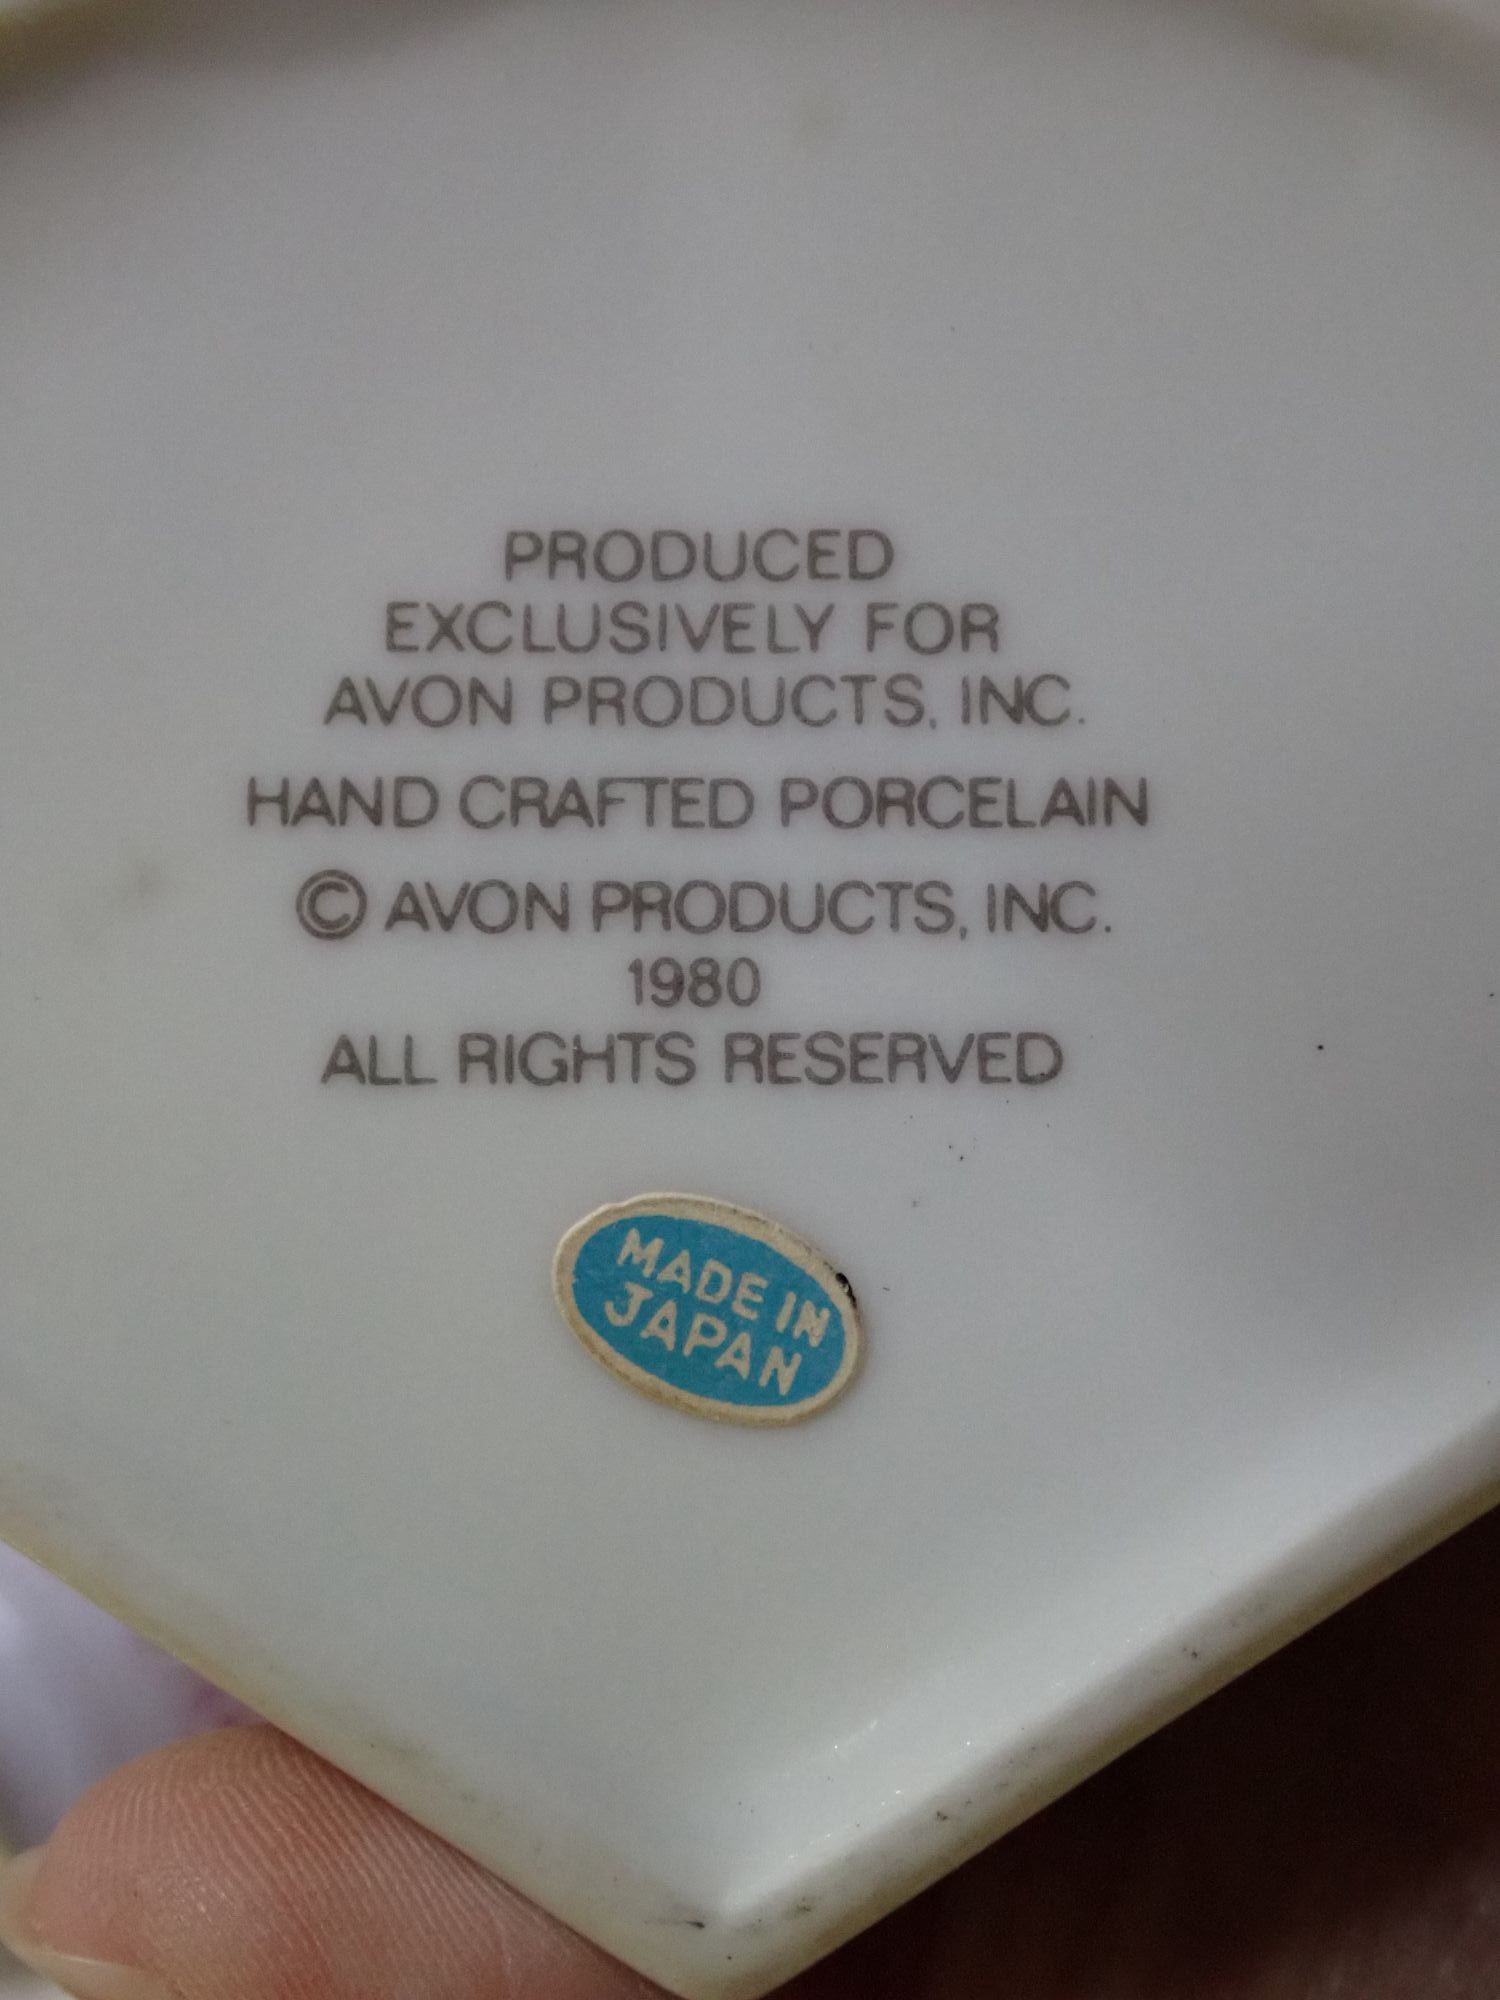 PRODUCED
EXCLUSIVELY FOR
AVON PRODUCTS, INC.
HAND CRAFTED PORCELAIN
© AVON PRODUCTS, INC.
1980
ALL RIGHTS RESERVED
MADE IN
JAPAN